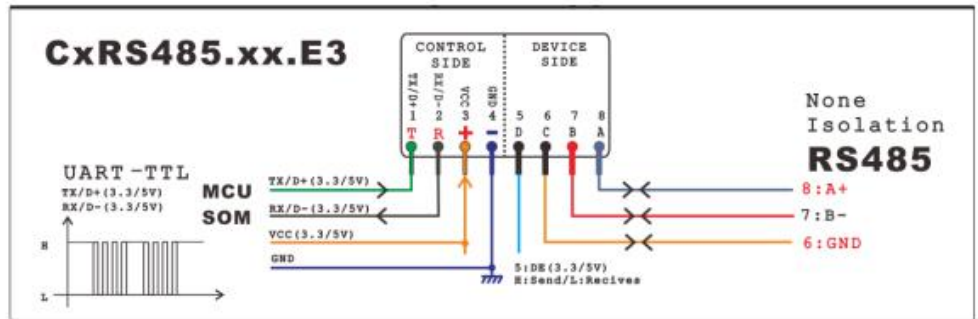 CxRS485.xx.E3
CONTROL SIDE
DEVICE SIDE
TX/D+
RX/D-
VCC
GND
1 2 3 4 5 6 7 8
T R + - D C B A
None
Isolation
RS485
UART-TTL
TX/D+(3.3/5V)
RX/D-(3.3/5V)
H
L
MCU
SOM
TX/D+(3.3/5V)
RX/D-(3.3/5V)
VCC(3.3/5V)
GND
5:DE(3.3/5V)
H:Send/L:Recives
8:A+
7:B-
6:GND